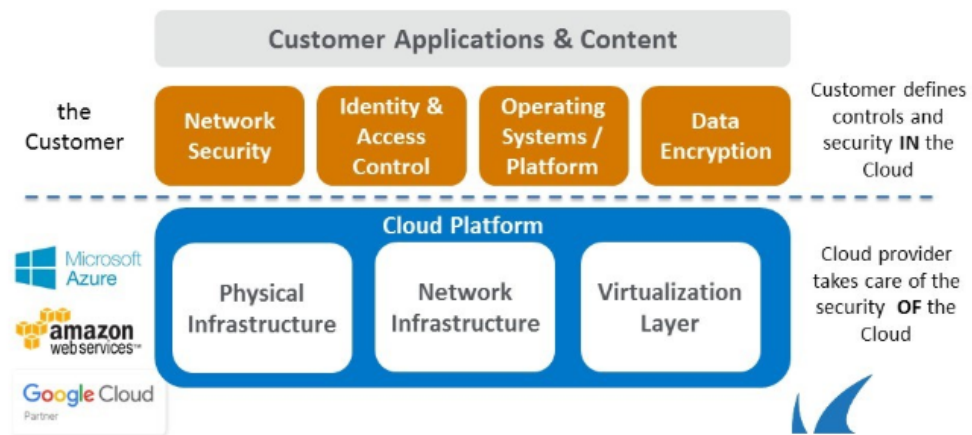 Customer Applications & Content
the
Customer
Network
Security
Identity &
Access
Control
Operating
Systems /
Platform
Data
Encryption
Customer defines
controls and
security IN the
Cloud
Cloud Platform
Microsoft
Azure
amazon
webservices™
Google Cloud
Partner
Physical
Infrastructure
Network
Infrastructure
Virtualization
Layer
Cloud provider
takes care of the
security OF the
Cloud